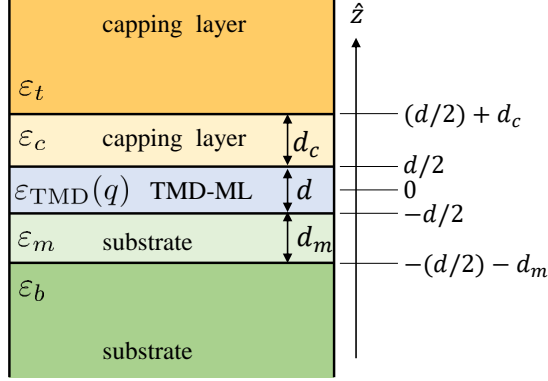 capping layer
ẑ
ε_t
(d/2) + d_c
ε_c capping layer d_c
d/2
ε_TMD(q) TMD-ML d
0
−d/2
ε_m substrate d_m
−(d/2) − d_m
ε_b
substrate